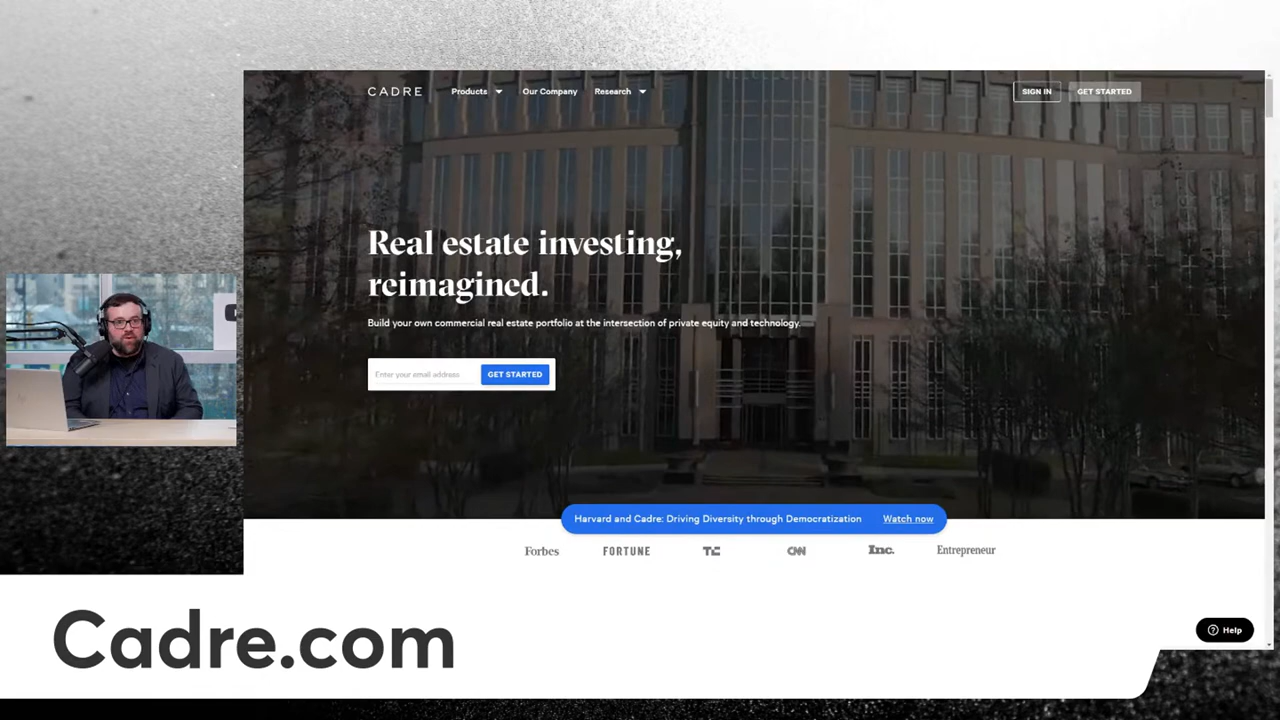 CADRE
Products
Our Company
Research
SIGN IN
GET STARTED
Real estate investing,
reimagined.
Build your own commercial real estate portfolio at the intersection of private equity and technology.
Enter your email address
GET STARTED
Harvard and Cadre: Driving Diversity through Democratization Watch now
Forbes
FORTUNE
TC
CNN
Inc.
Entrepreneur
Help
Cadre.com